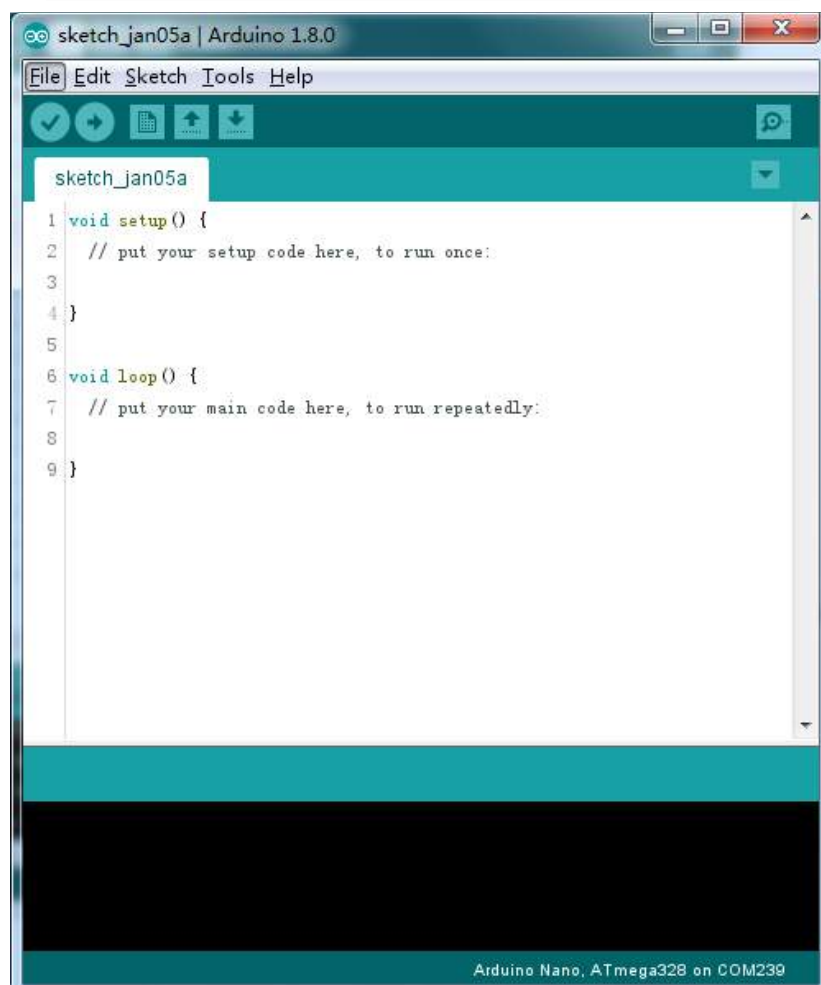 sketch_jan05a | Arduino 1.8.0
File Edit Sketch Tools Help
sketch_jan05a
1 void setup() {
2 // put your setup code here, to run once:
3
4 }
5
6 void loop() {
7 // put your main code here, to run repeatedly:
8
9 }
Arduino Nano, ATmega328 on COM239